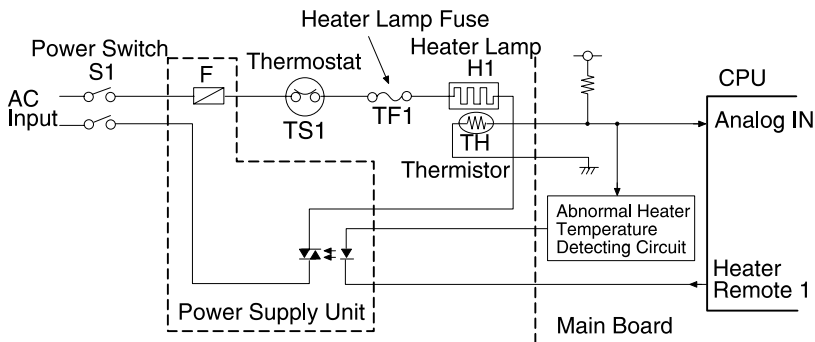 Heater Lamp Fuse
Power Switch
S1
F
Thermostat
Heater Lamp
H1
CPU
AC
Input
TS1
TF1
TH
Thermistor
Analog IN
Abnormal Heater
Temperature
Detecting Circuit
Heater
Remote 1
Power Supply Unit
Main Board